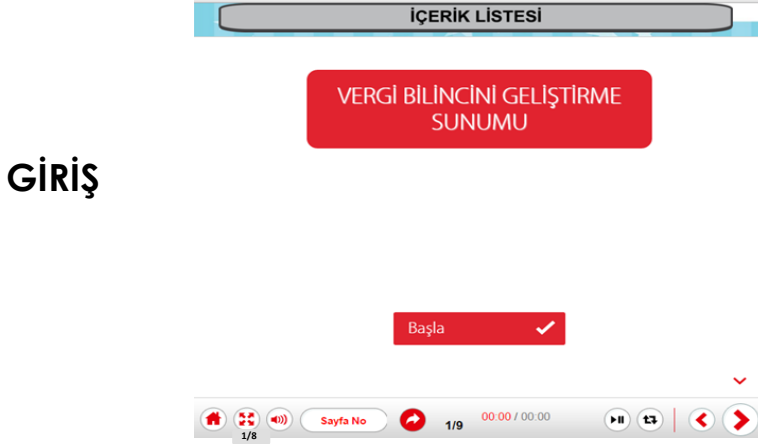 İÇERİK LİSTESİ
VERGİ BİLİNCİNİ GELİŞTİRME
SUNUMU
GİRİŞ
Başla
Sayfa No
1/9
00:00 / 00:00
1/8